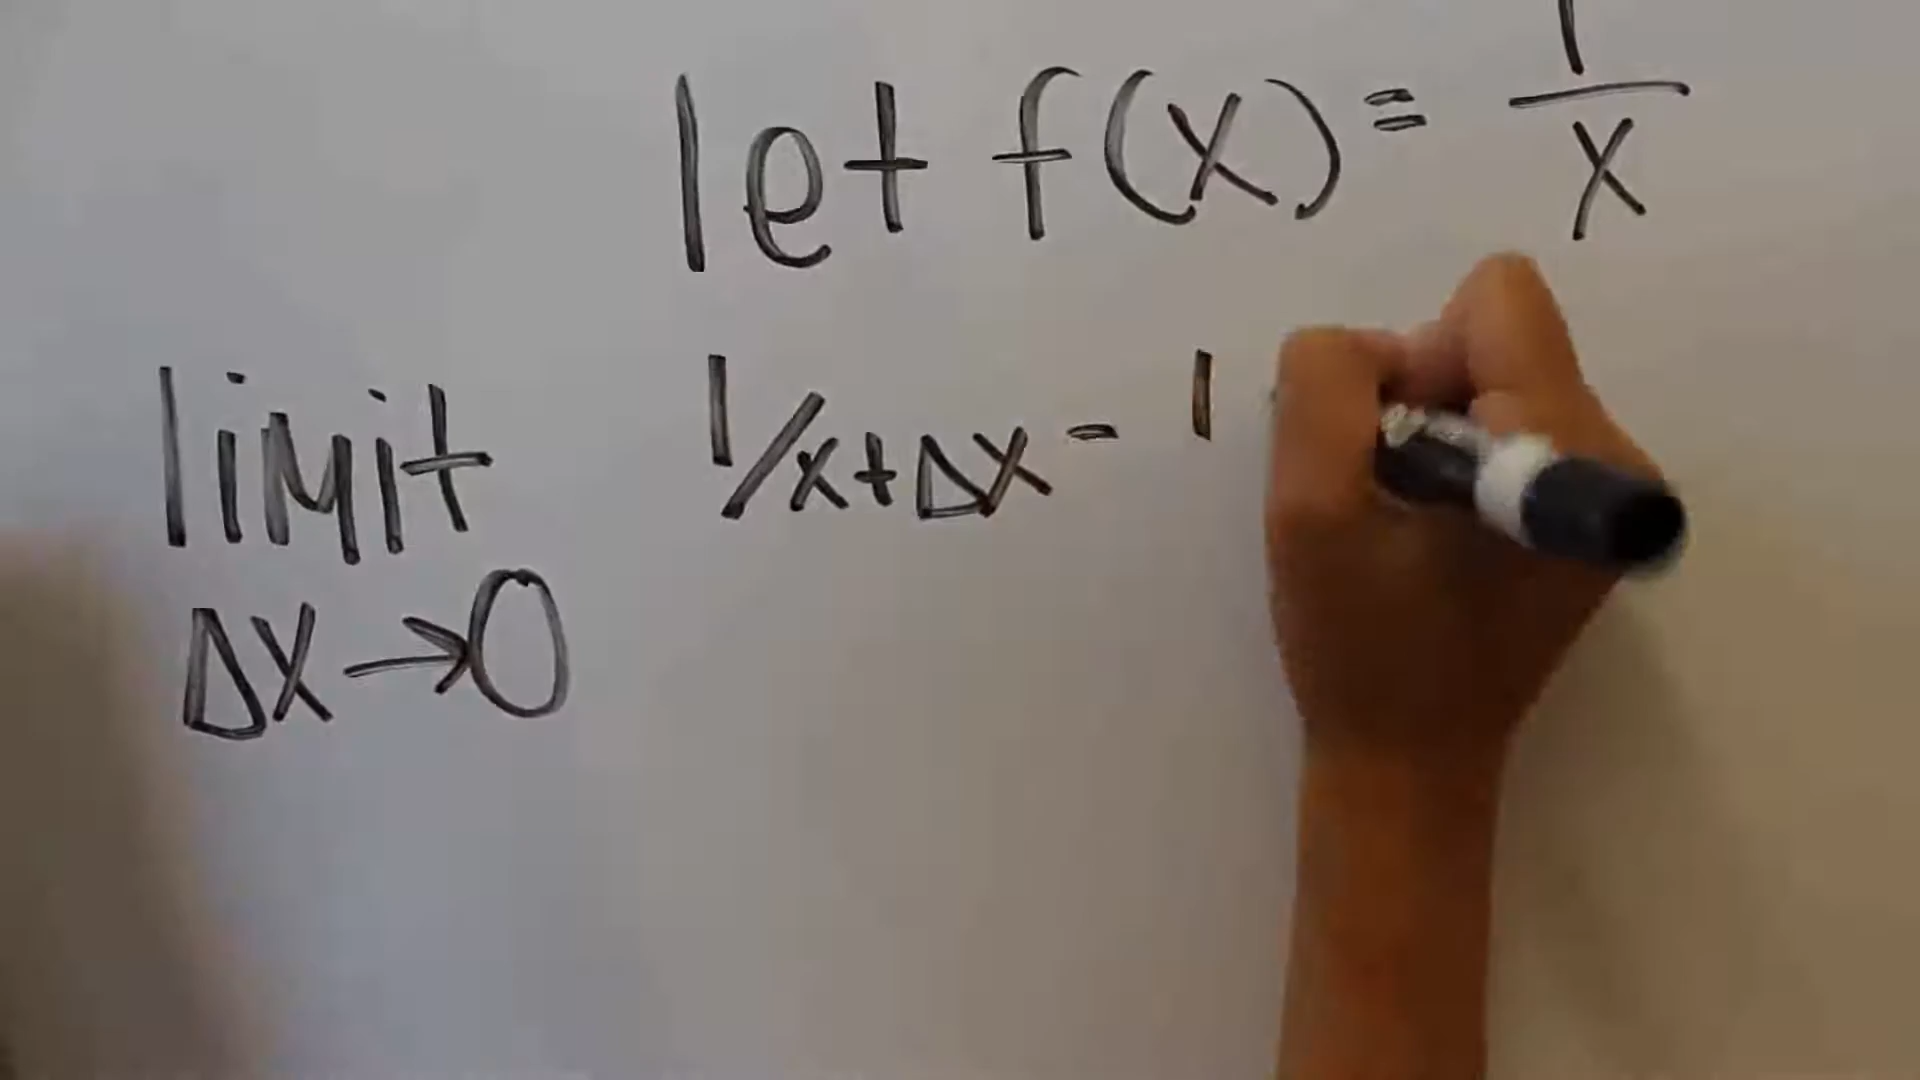 let f(x) = 1/x
limit 1/x+Δx - 1
Δx→0